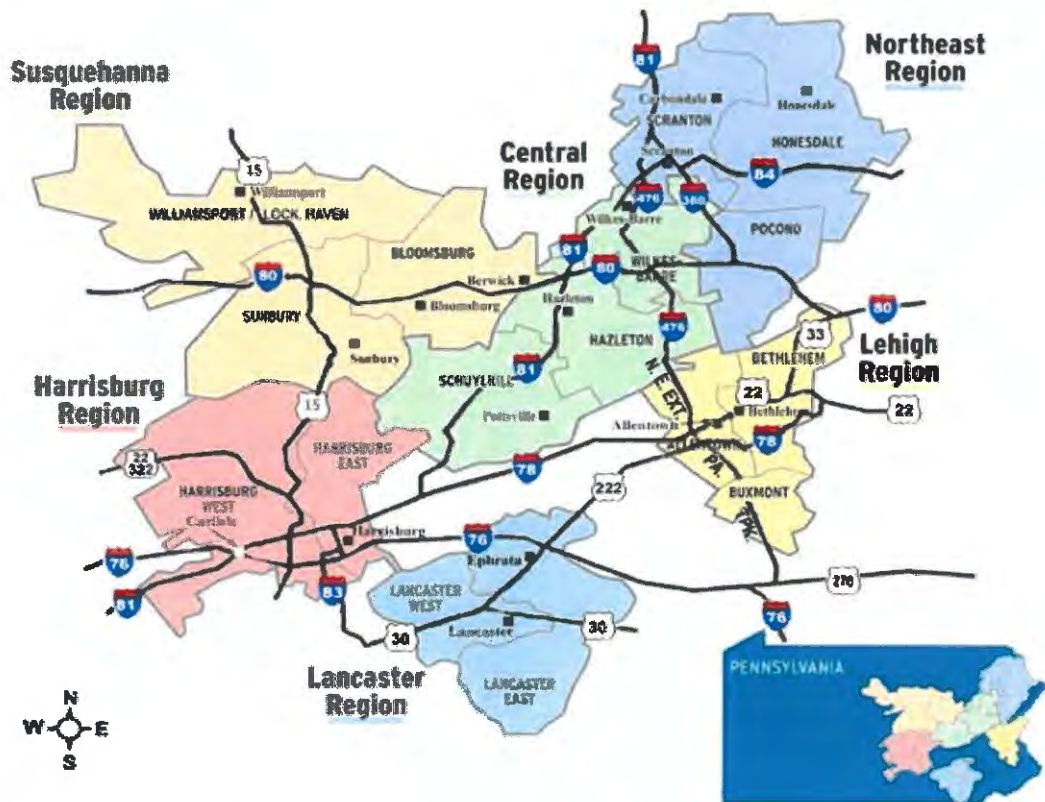 Susquehanna
Region
Northeast
Region
81
Carbondale
SCRANTON
Honesdale
HONESDALE
Scranton
84
Central
Region
15
Williamsport
WILLIAMSPORT / LOCK HAVEN
476
380
Wilkes-Barre
POCONO
BLOOMSBURG
81
WILKES-
BARRE
80
Berwick
80
Bloomsburg
Hazleton
80
SUNBURY
Sunbury
HAZLETON
476
33
BETHLEHEM
Lehigh
Region
Harrisburg
Region
81
SCHUYLKILL
N.E. EXT.
22
Bethlehem
22
15
Pottsville
Allentown
ALLENTOWN
78
HARRISBURG
EAST
22
322
78
PA.
222
BUXMONT
HARRISBURG
WEST
Carlisle
Harrisburg
76
TPK.
Ephrata
76
276
81
83
LANCASTER
WEST
30
Lancaster
30
76
Lancaster
Region
LANCASTER
EAST
PENNSYLVANIA
N
W
E
S